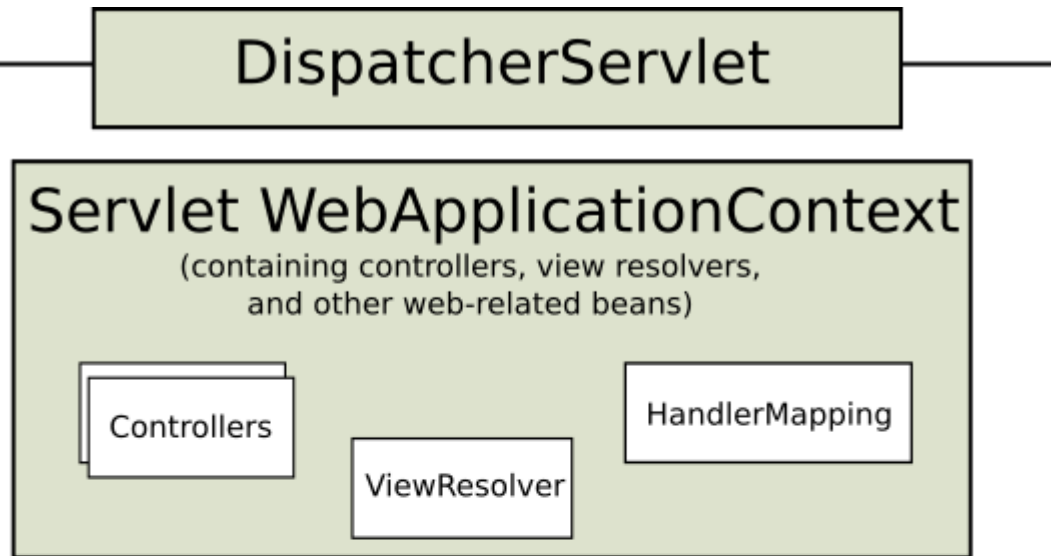 DispatcherServlet
Servlet WebApplicationContext
(containing controllers, view resolvers,
and other web-related beans)
Controllers
ViewResolver
HandlerMapping